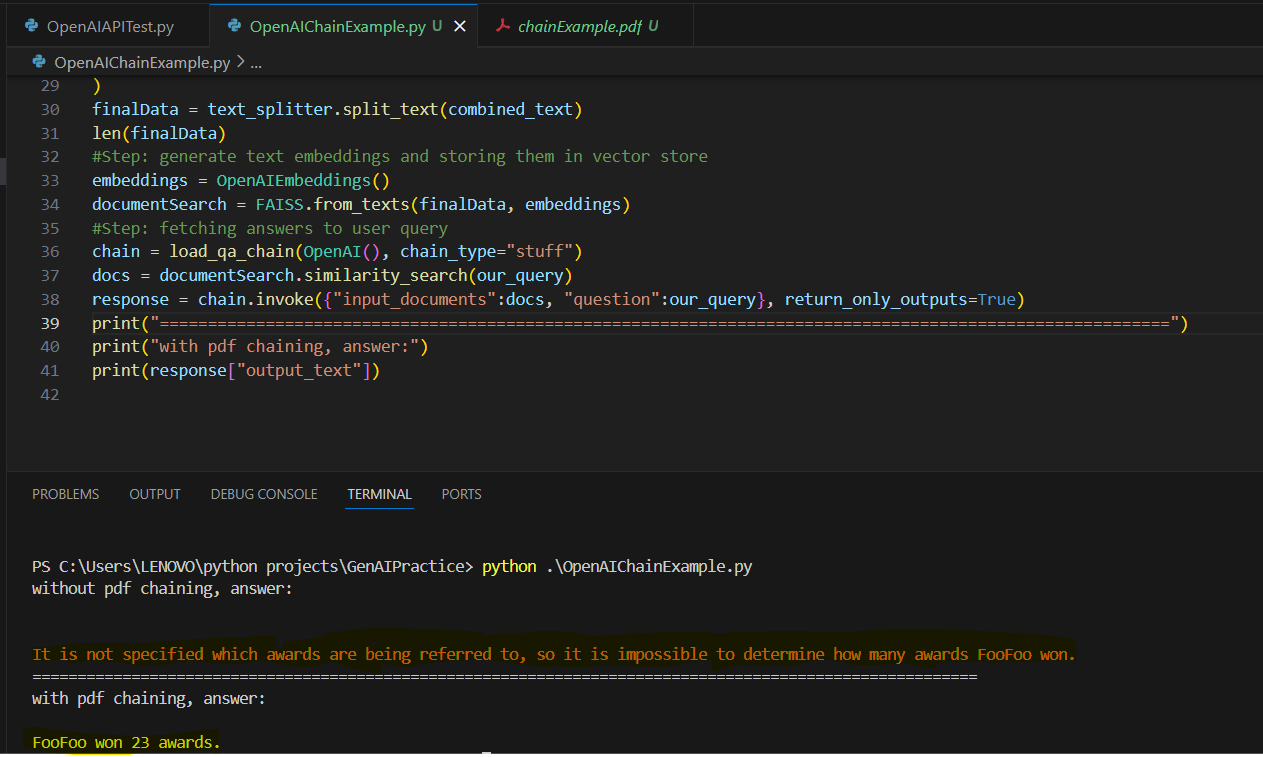 OpenAIAPITest.py
OpenAIChainExample.py U
chainExample.pdf U
OpenAIChainExample.py > ...
29 )
30 finalData = text_splitter.split_text(combined_text)
31 len(finalData)
32 #Step: generate text embeddings and storing them in vector store
33 embeddings = OpenAIEmbeddings()
34 documentSearch = FAISS.from_texts(finalData, embeddings)
35 #Step: fetching answers to user query
36 chain = load_qa_chain(OpenAI(), chain_type="stuff")
37 docs = documentSearch.similarity_search(our_query)
38 response = chain.invoke({"input_documents":docs, "question":our_query}, return_only_outputs=True)
39 print("=========================================================================================================")
40 print("with pdf chaining, answer:")
41 print(response["output_text"])
42
PROBLEMS OUTPUT DEBUG CONSOLE TERMINAL PORTS
PS C:\Users\LENOVO\python projects\GenAIPractice> python .\OpenAIChainExample.py
without pdf chaining, answer:
It is not specified which awards are being referred to, so it is impossible to determine how many awards FooFoo won.
=========================================================================================================
with pdf chaining, answer:
FooFoo won 23 awards.